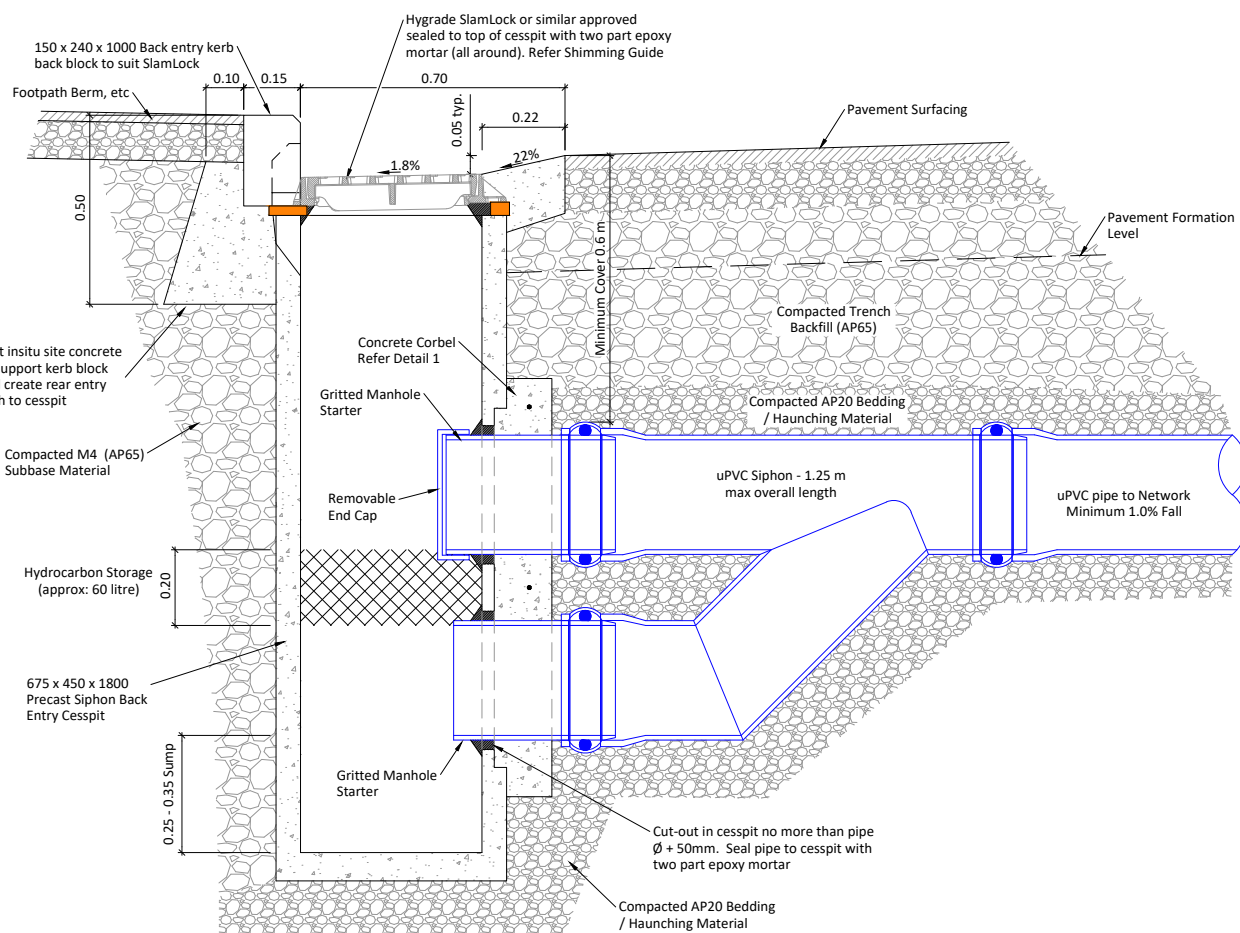 Hygrade SlamLock or similar approved
sealed to top of cesspit with two part epoxy
mortar (all around). Refer Shimming Guide
150 x 240 x 1000 Back entry kerb
back block to suit SlamLock
0.10
0.15
0.70
Footpath Berm, etc
0.05 typ.
0.22
Pavement Surfacing
1.8%
22%
0.50
Minimum Cover 0.6 m
Pavement Formation
Level
Compacted Trench
Backfill (AP65)
t insitu site concrete
upport kerb block
create rear entry
h to cesspit
Concrete Corbel
Refer Detail 1
Gritted Manhole
Starter
Compacted AP20 Bedding
/ Haunching Material
Compacted M4 (AP65)
Subbase Material
Removable
End Cap
uPVC Siphon - 1.25 m
max overall length
uPVC pipe to Network
Minimum 1.0% Fall
Hydrocarbon Storage
(approx: 60 litre)
0.20
675 x 450 x 1800
Precast Siphon Back
Entry Cesspit
0.25 - 0.35 Sump
Gritted Manhole
Starter
Cut-out in cesspit no more than pipe
Ø + 50mm. Seal pipe to cesspit with
two part epoxy mortar
Compacted AP20 Bedding
/ Haunching Material